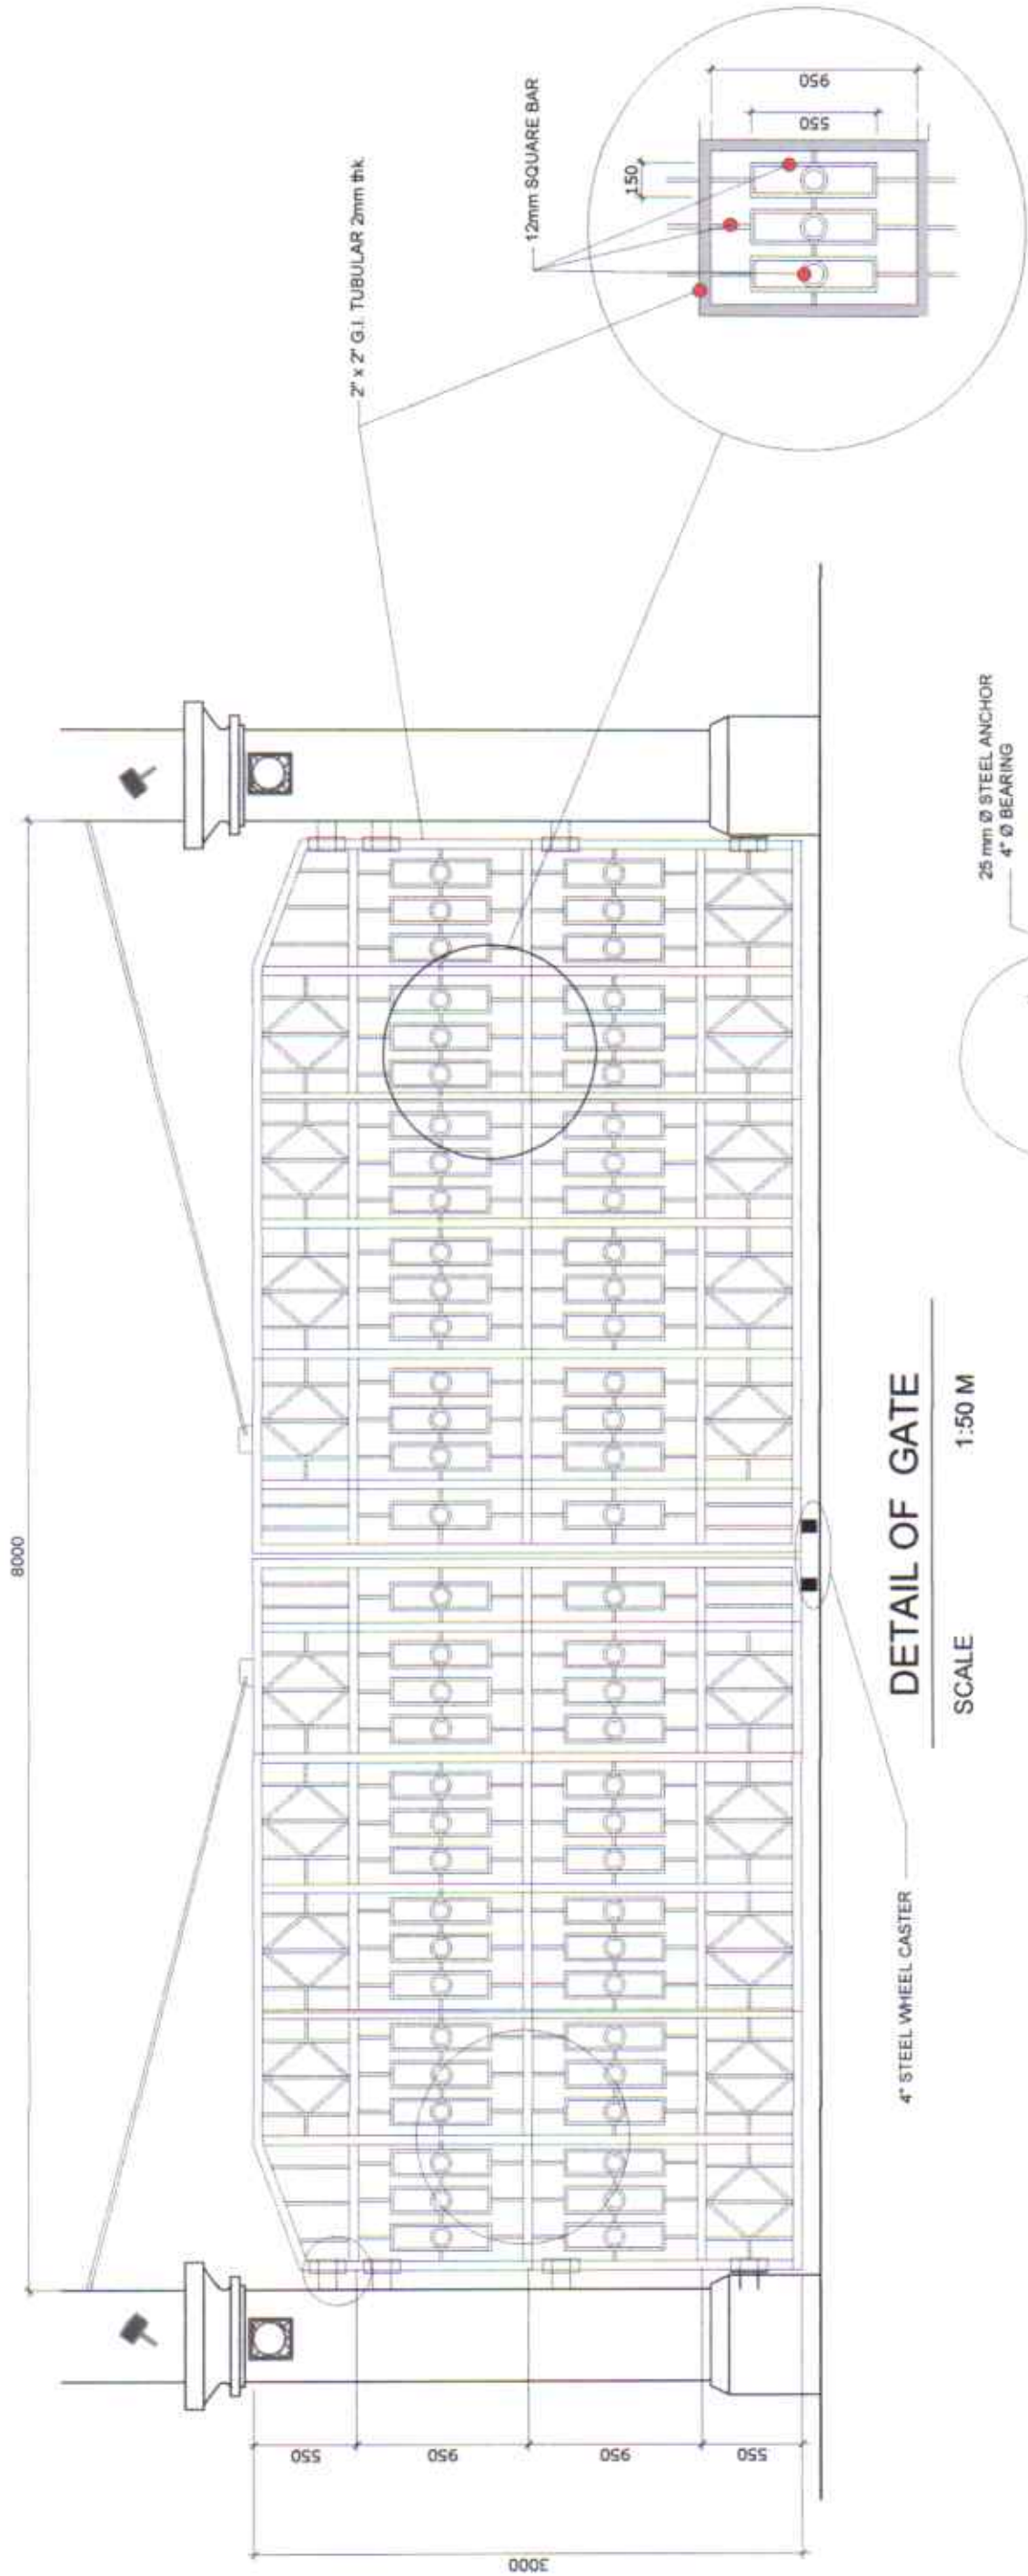 8000
2" x 2" G.I. TUBULAR 2mm thk.
12mm SQUARE BAR
150
550
950
550
950
950
550
3000
4" STEEL WHEEL CASTER
25 mm Ø STEEL ANCHOR
4" Ø BEARING
DETAIL OF GATE
SCALE 1:50 M